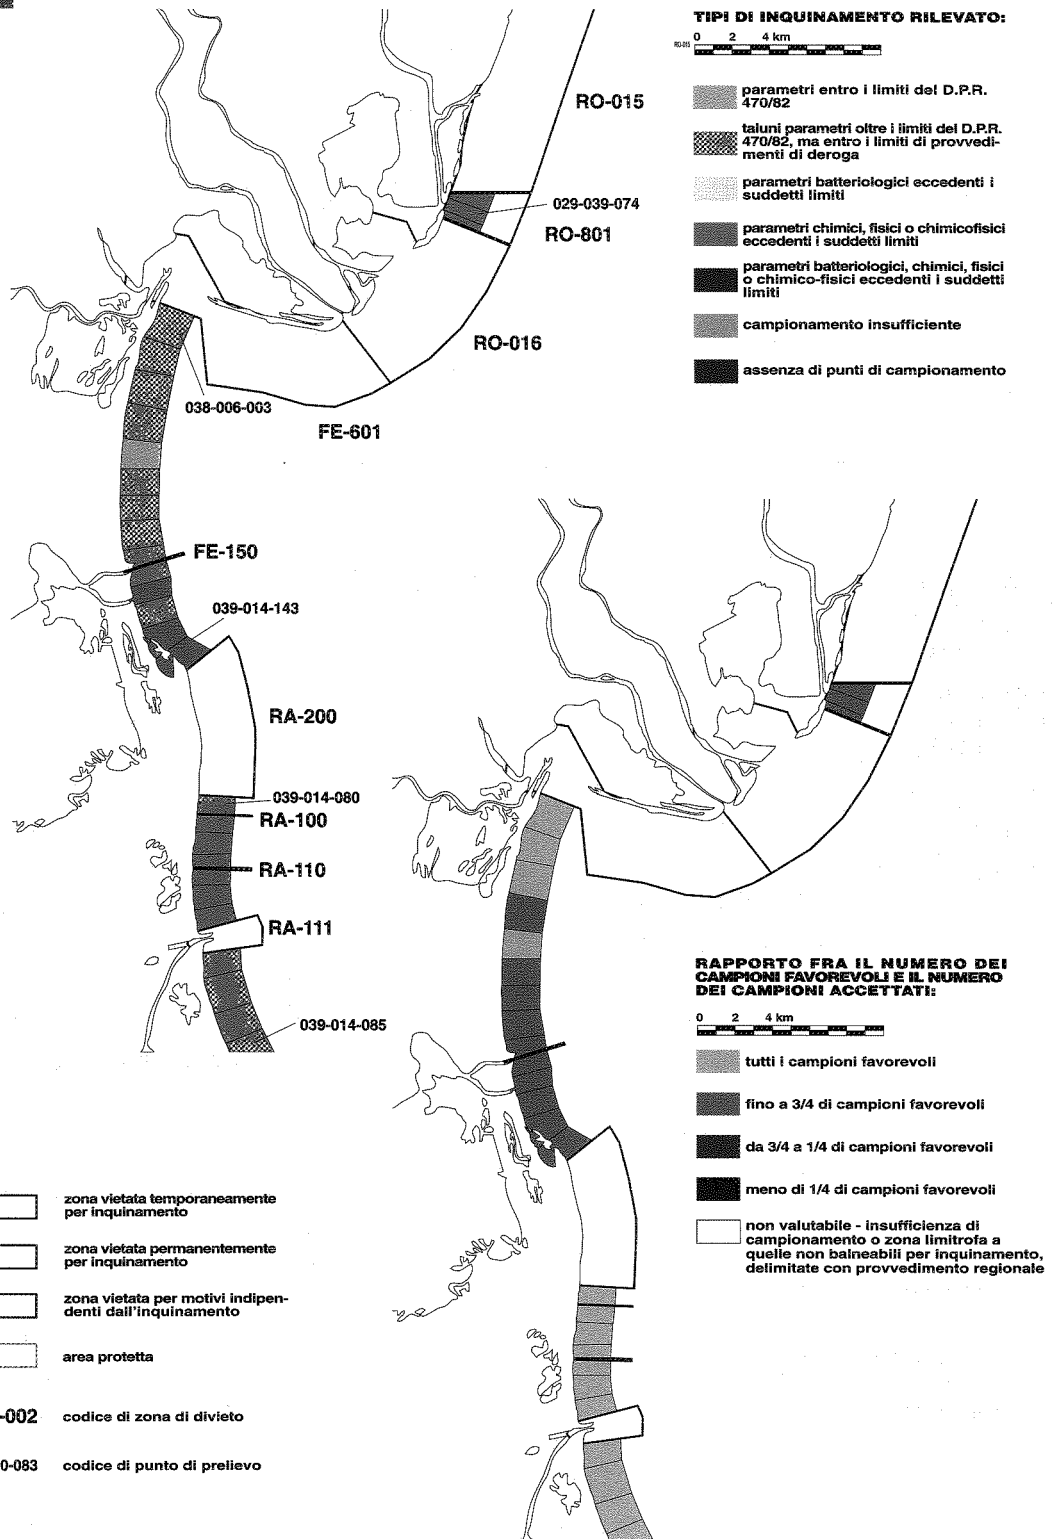 TIPI DI INQUINAMENTO RILEVATO:
0 2 4 km
RO-015
parametri entro i limiti del D.P.R.
470/82
taluni parametri oltre i limiti del D.P.R.
470/82, ma entro i limiti di provvedi-
menti di deroga
parametri batteriologici eccedenti i
suddetti limiti
parametri chimici, fisici o chimicofisici
eccedenti i suddetti limiti
parametri batteriologici, chimici, fisici
o chimico-fisici eccedenti i suddetti
limiti
campionamento insufficiente
assenza di punti di campionamento
RO-015
029-039-074
RO-801
RO-016
038-006-003
FE-601
FE-150
039-014-143
RA-200
039-014-080
RA-100
RA-110
RA-111
039-014-085
RAPPORTO FRA IL NUMERO DEI
CAMPIONI FAVOREVOLI E IL NUMERO
DEI CAMPIONI ACCETTATI:
0 2 4 km
tutti i campioni favorevoli
fino a 3/4 di campioni favorevoli
da 3/4 a 1/4 di campioni favorevoli
meno di 1/4 di campioni favorevoli
non valutabile - insufficienza di
campionamento o zona limitrofa a
quelle non balneabili per inquinamento,
delimitate con provvedimento regionale
zona vietata temporaneamente
per inquinamento
zona vietata permanentemente
per inquinamento
zona vietata per motivi indipen-
denti dall'inquinamento
area protetta
-002 codice di zona di divieto
0-083 codice di punto di prelievo